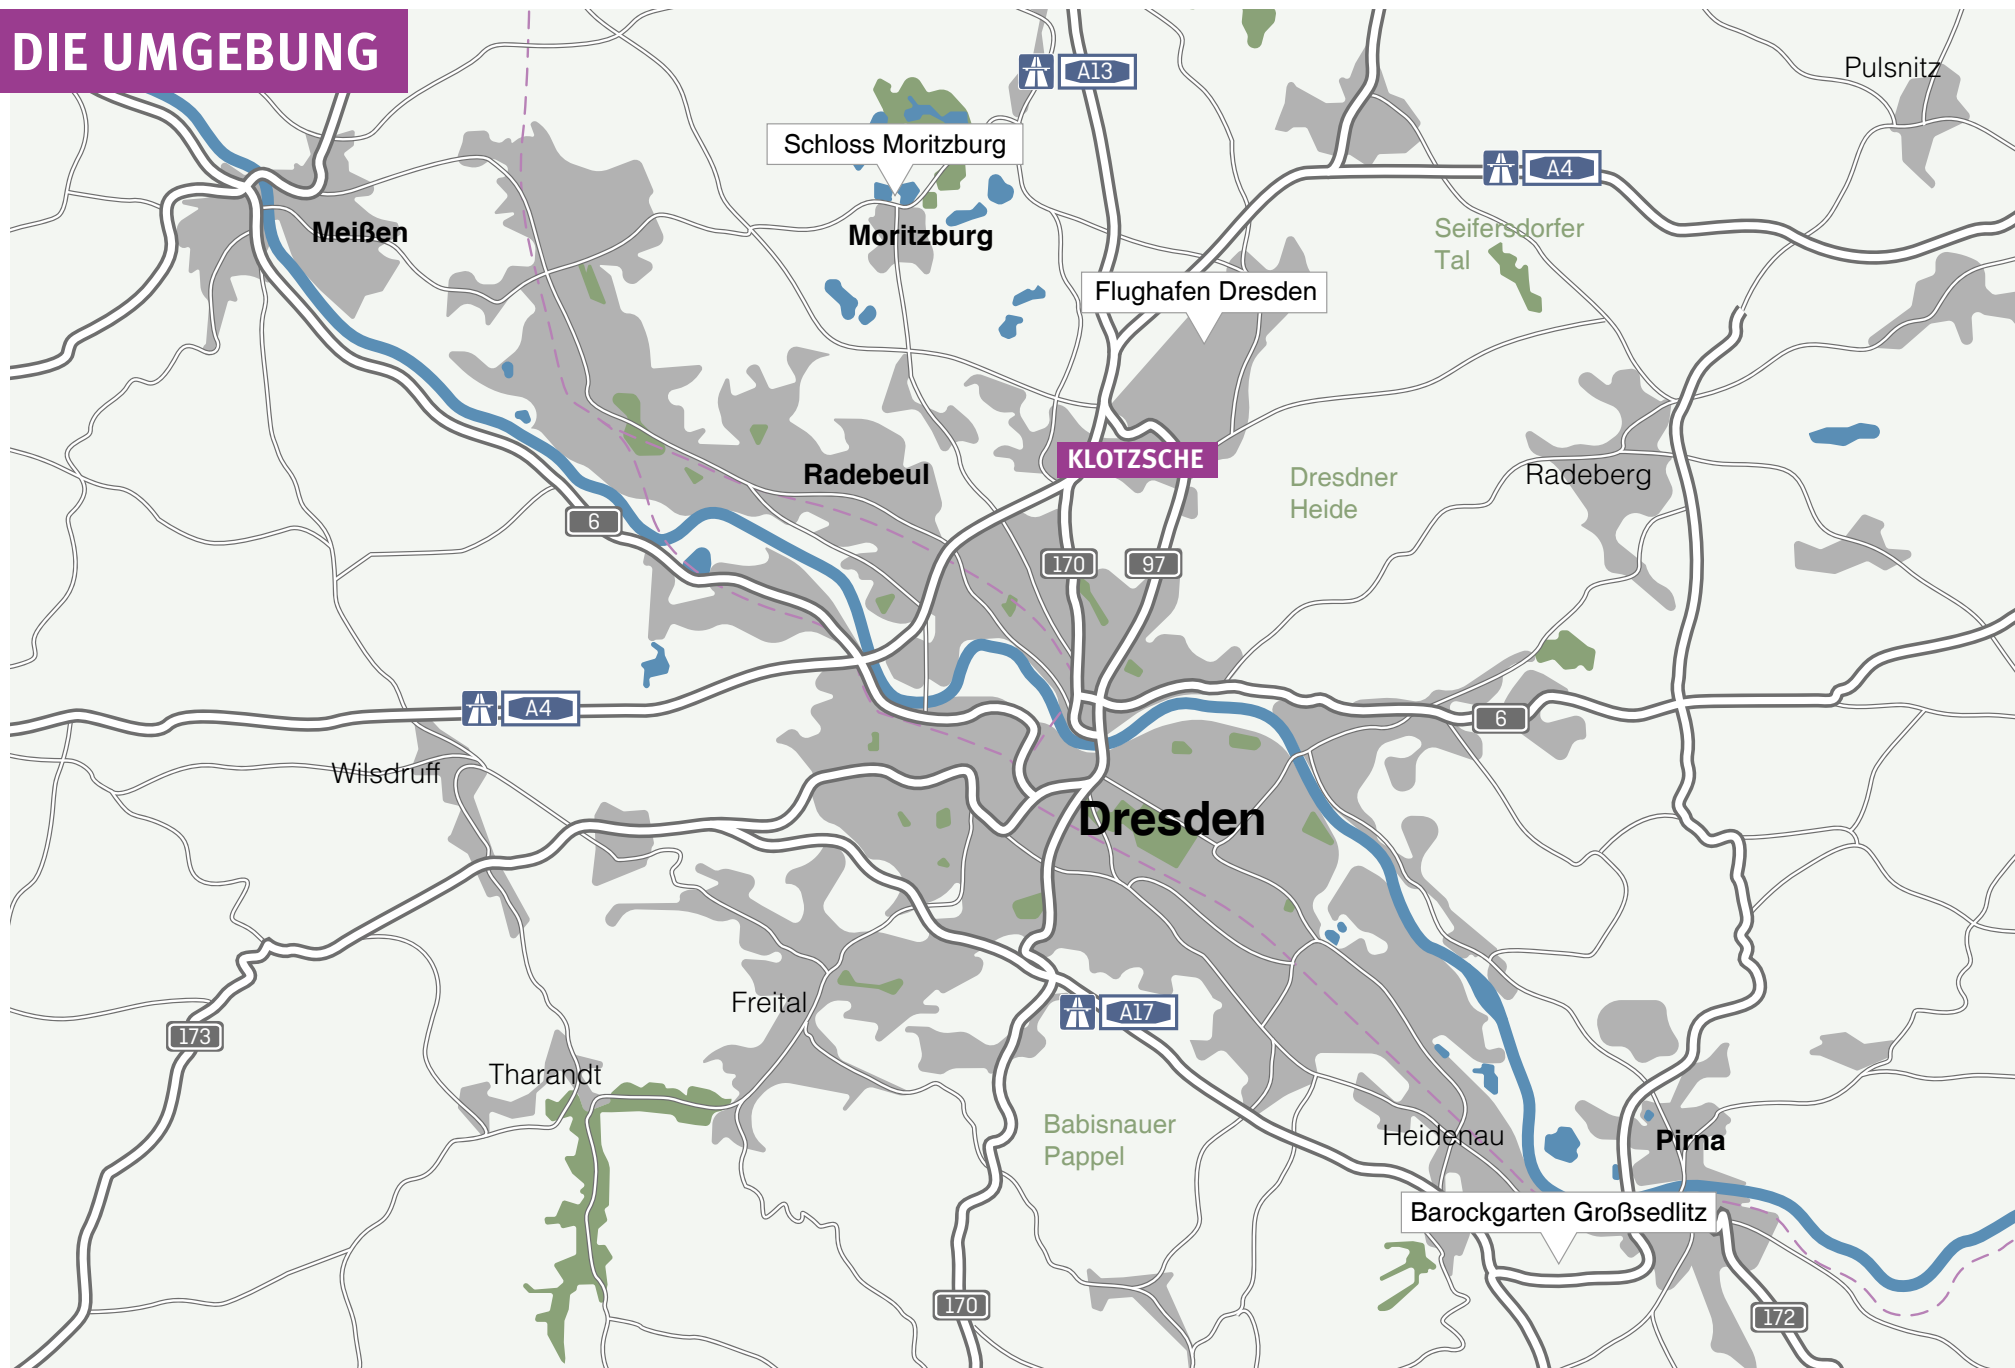 DIE UMGEBUNG
A13
Pulsnitz
Schloss Moritzburg
A4
Meißen
Moritzburg
Seifersdorfer
Tal
Flughafen Dresden
KLOTZSCHE
Radebeul
Dresdner
Heide
Radeberg
6
170
97
A4
6
Wilsdruff
Dresden
Freital
A17
173
Tharandt
Babisnauer
Pappel
Heidenau
Pirna
Barockgarten Großsedlitz
170
172